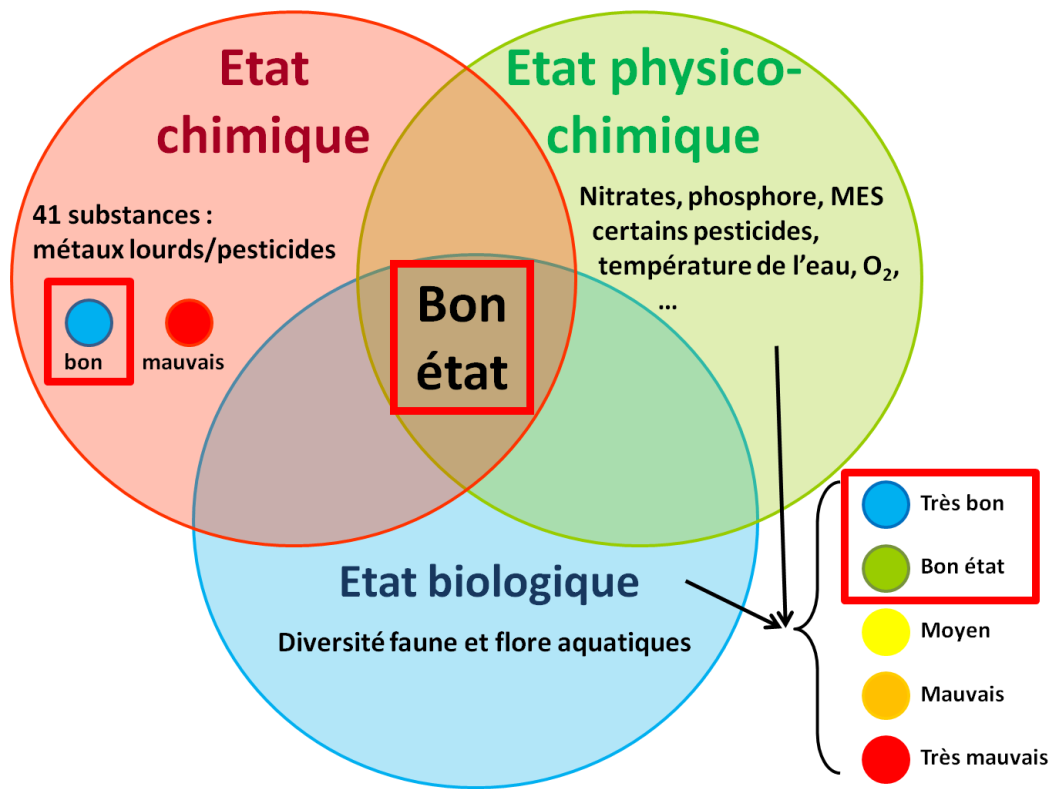 Etat
chimique
41 substances :
métaux lourds/pesticides
bon
mauvais
Etat physico-
chimique
Nitrates, phosphore, MES
certains pesticides,
température de l’eau, O₂,
...
Bon
état
Etat biologique
Diversité faune et flore aquatiques
Très bon
Bon état
Moyen
Mauvais
Très mauvais